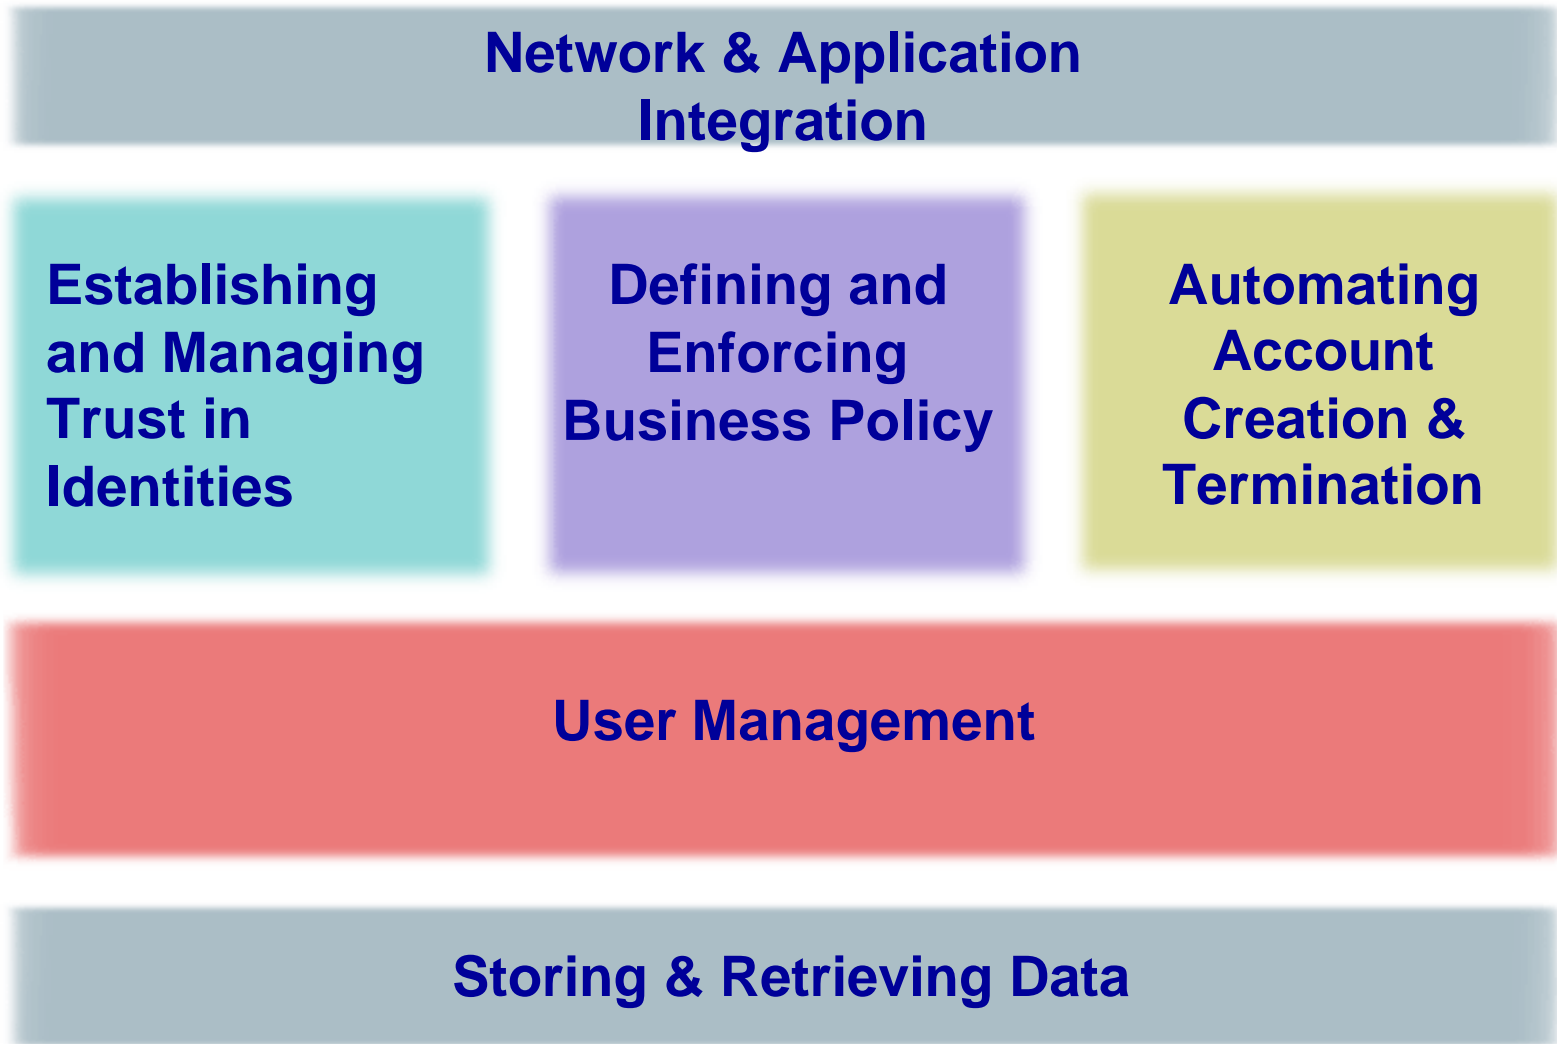 Network & Application
Integration
Establishing
and Managing
Trust in
Identities
Defining and
Enforcing
Business Policy
Automating
Account
Creation &
Termination
User Management
Storing & Retrieving Data